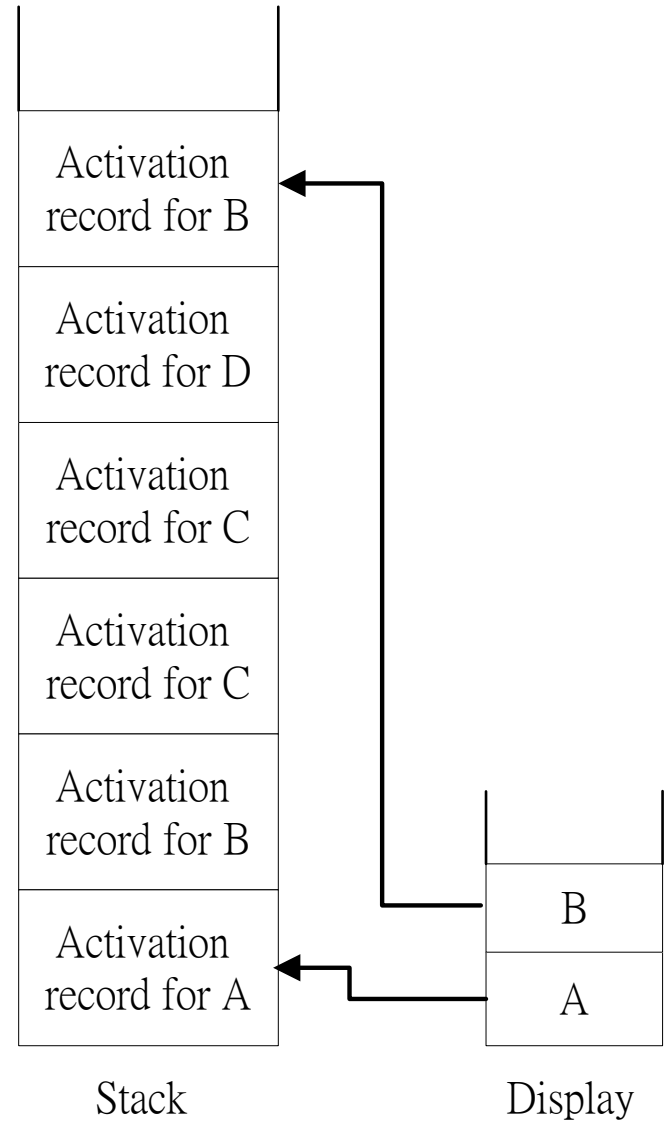 Activation
record for B
Activation
record for D
Activation
record for C
Activation
record for C
Activation
record for B
Activation
record for A
B
A
Stack
Display